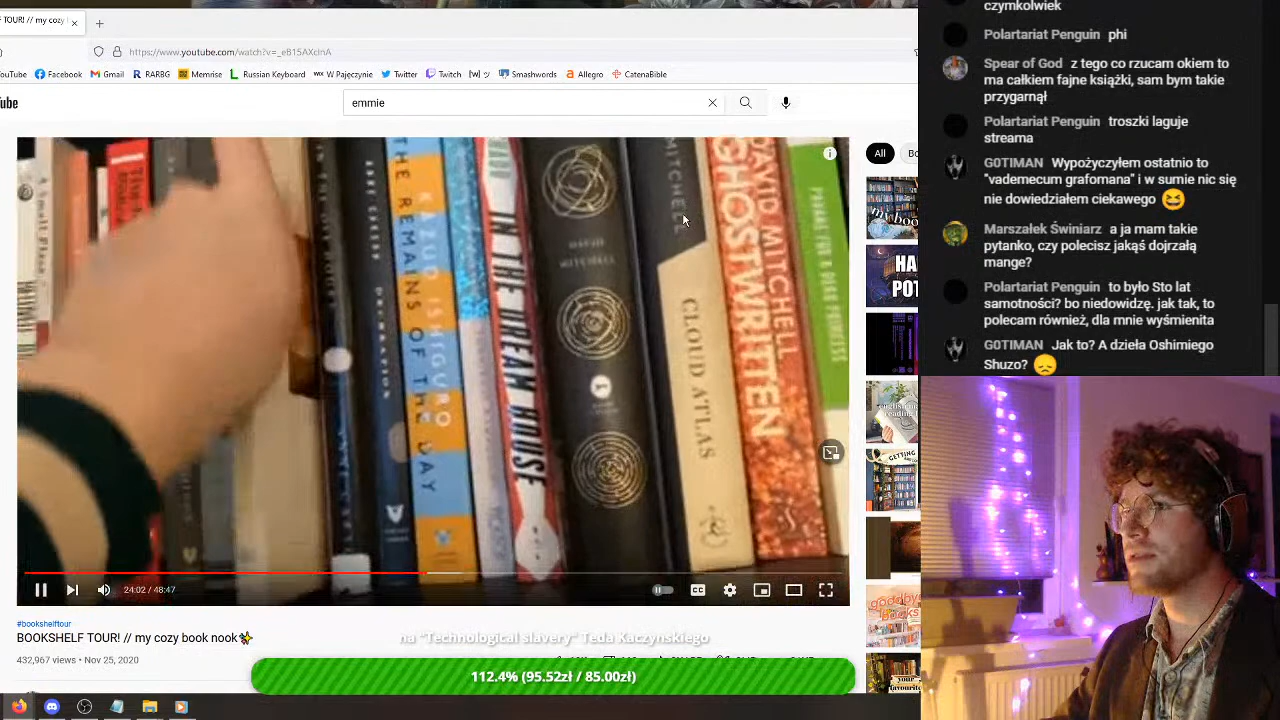 F TOUR! // my cozy
https://www.youtube.com/watch?v=_eB15AXcInA
YouTube
Facebook
Gmail
RARBG
Memrise
Russian Keyboard
W Pajęczynie
Twitter
Twitch
[W] ツ
Smashwords
Allegro
CatenaBible
ube
emmie
All
THE REMAINS OF THE DAY
KAZUO ISHIGURO
IN THE DREAM HOUSE
DAVID
MITCHELL
CLOUD ATLAS
DAVID MITCHELL
GHOSTWRITTEN
24:02 / 48:47
CC
#bookshelftour
BOOKSHELF TOUR! // my cozy book nook✨
432,967 views • Nov 25, 2020
na "Technological slavery" Teda Kaczynskiego
112.4% (95.52zł / 85.00zł)
czymkolwiek
Polartariat Penguin phi
Spear of God z tego co rzucam okiem to
ma całkiem fajne książki, sam bym takie
przygarnął
Polartariat Penguin troszki laguje
streama
G0TIMAN Wypożyczyłem ostatnio to
"vademecum grafomana" i w sumie nic się
nie dowiedziałem ciekawego 😆
Marszałek Świniarz a ja mam takie
pytanko, czy polecisz jakąś dojrzałą
mange?
Polartariat Penguin to było Sto lat
samotności? bo niedowidzę. jak tak, to
polecam również, dla mnie wyśmienita
G0TIMAN Jak to? A dzieła Oshimiego
Shuzo? 😞